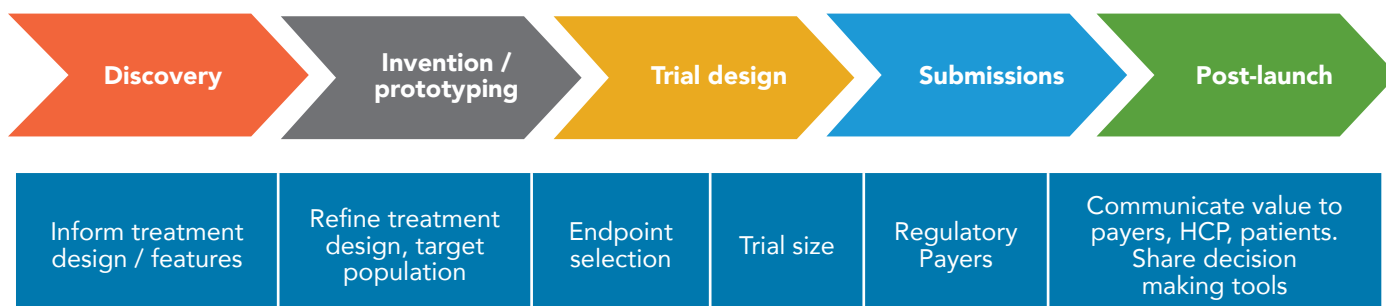 Discovery
Invention /
prototyping
Trial design
Submissions
Post-launch
Inform treatment
design / features
Refine treatment
design, target
population
Endpoint
selection
Trial size
Regulatory
Payers
Communicate value to
payers, HCP, patients.
Share decision
making tools